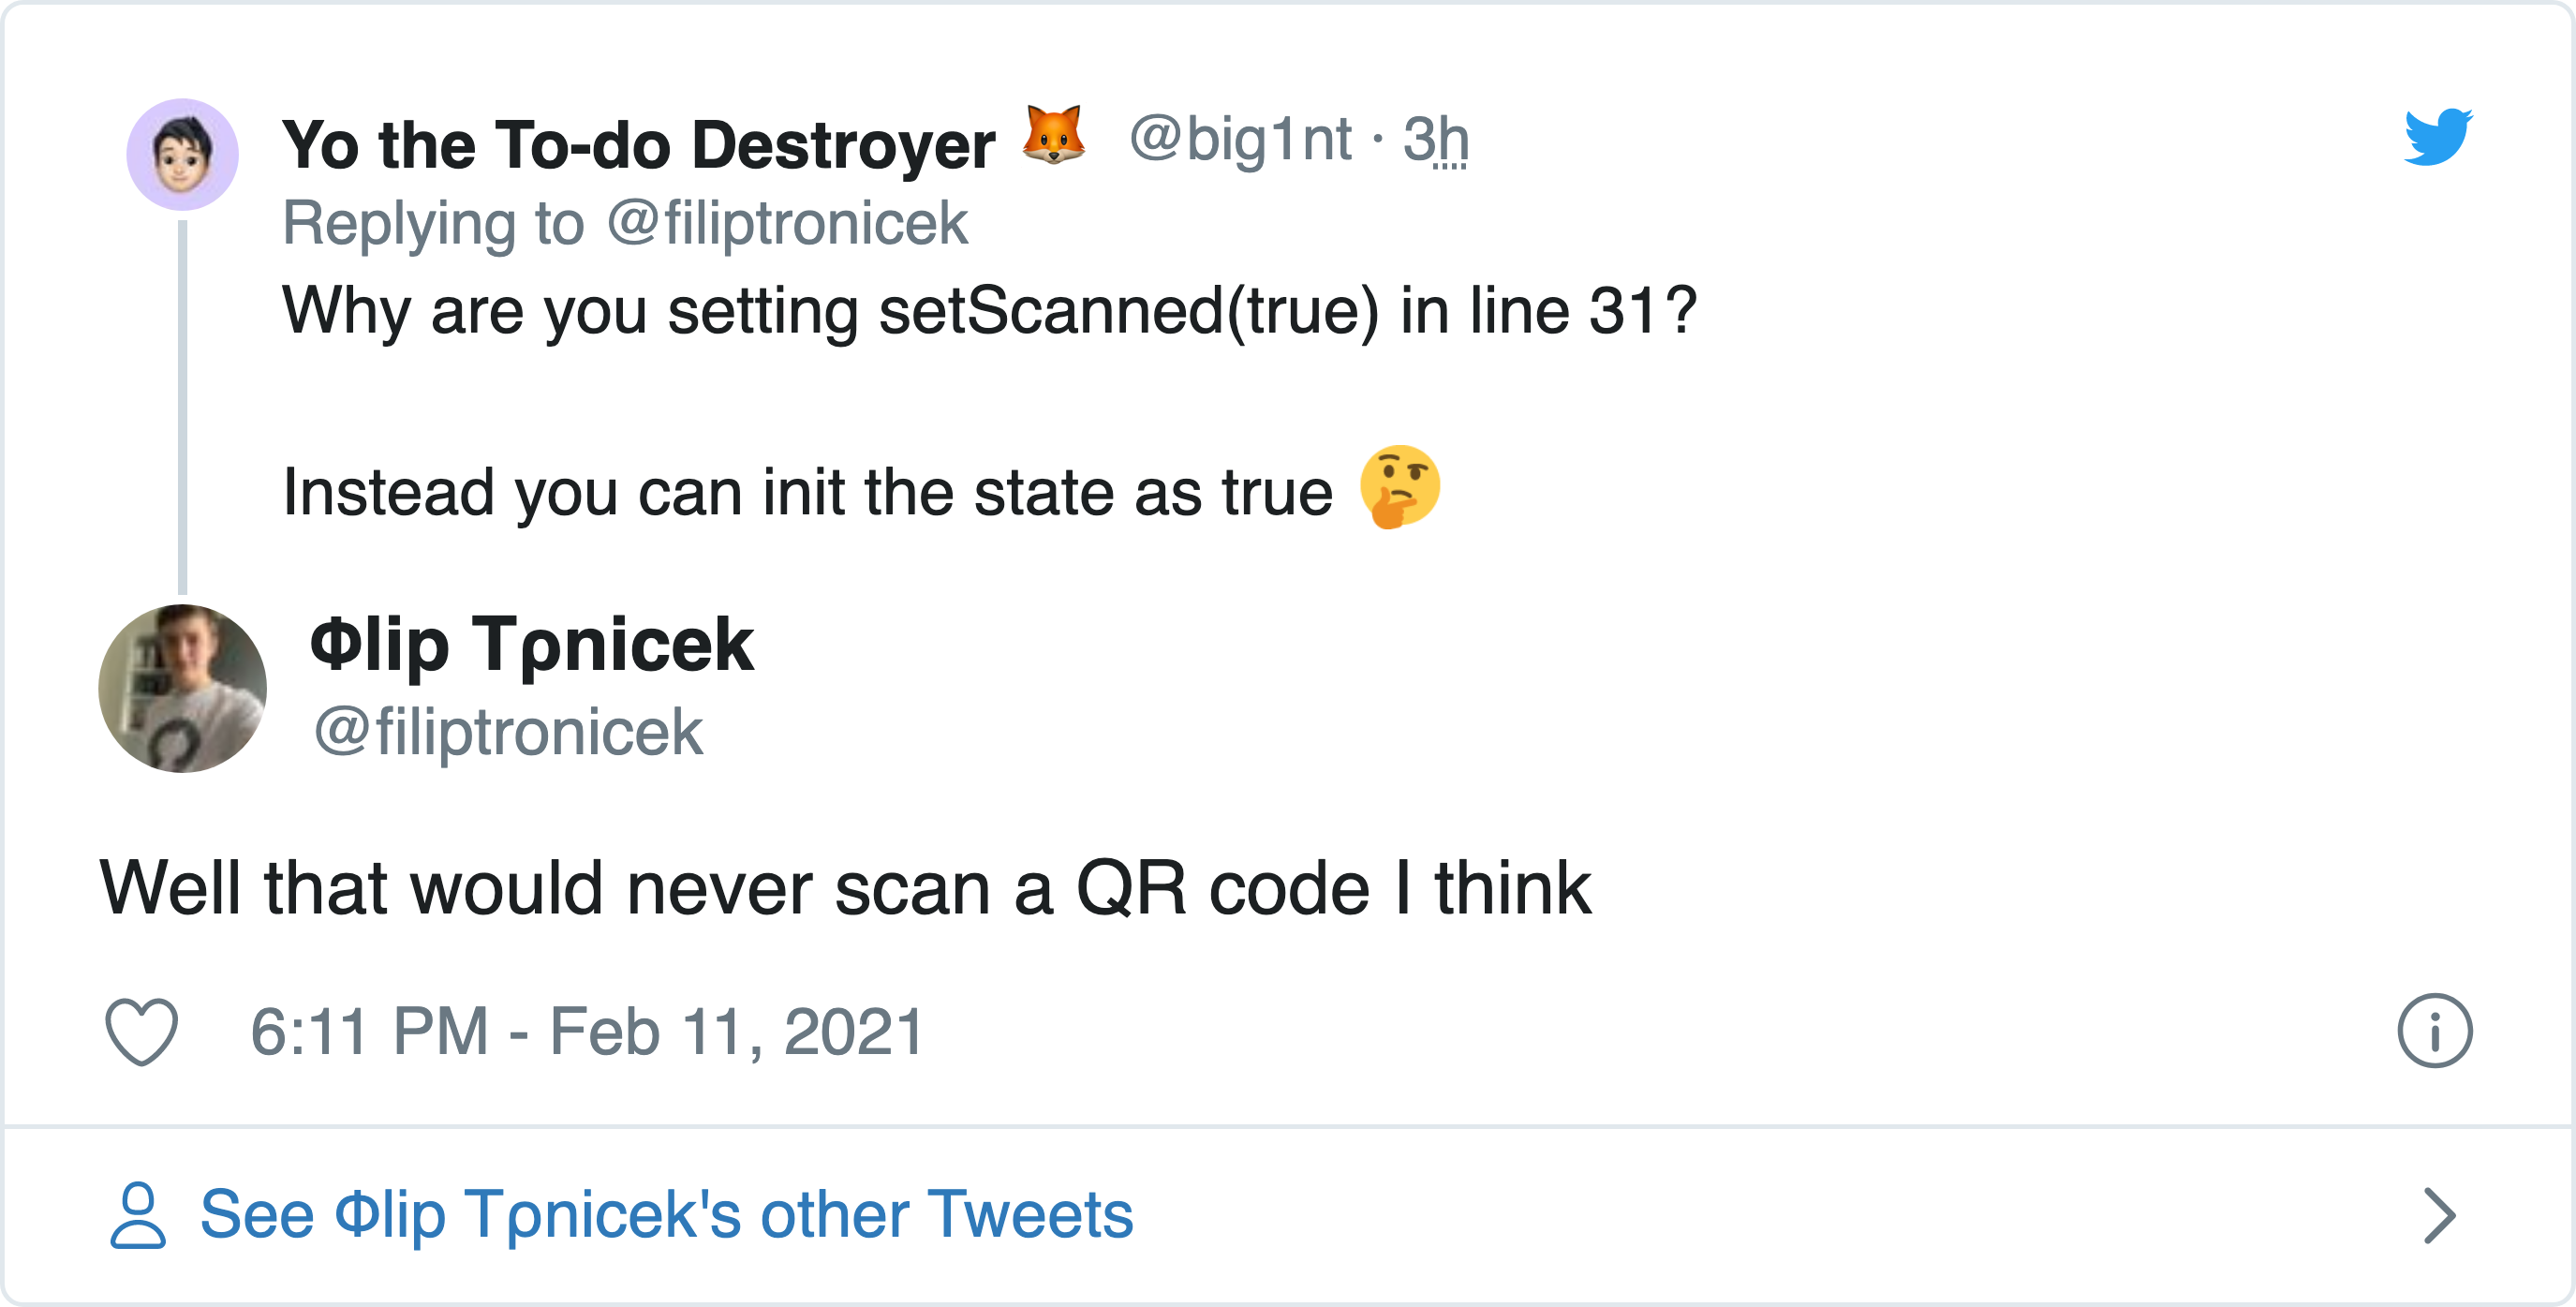 Yo the To-do Destroyer 🦊 @big1nt · 3h
Replying to @filiptronicek
Why are you setting setScanned(true) in line 31?
Instead you can init the state as true 🤔
Φlip Tρnicek
@filiptronicek
Well that would never scan a QR code I think
6:11 PM - Feb 11, 2021
See Φlip Tρnicek's other Tweets